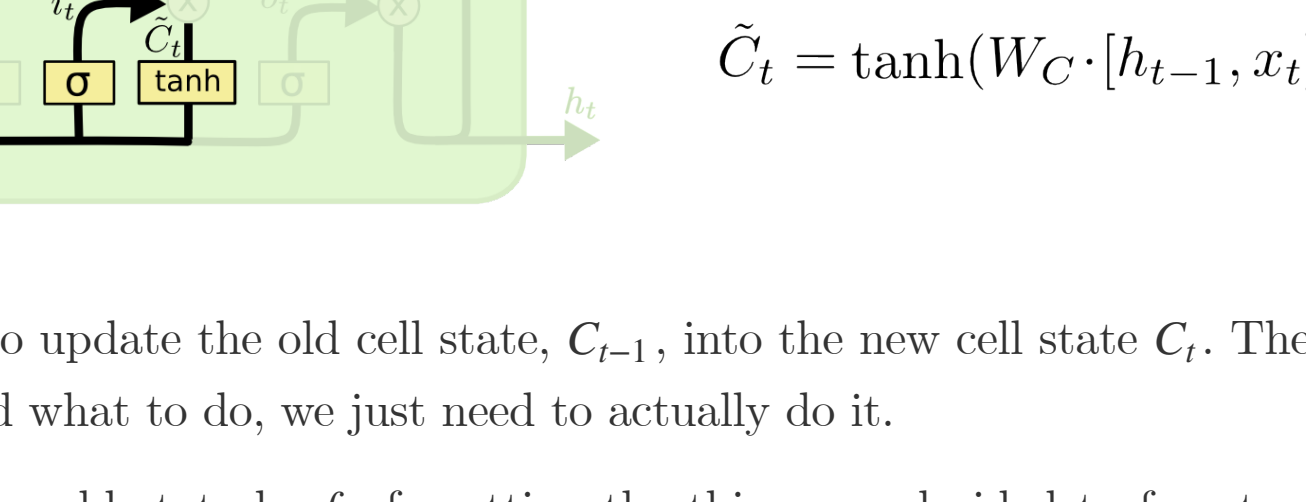 C̃ₜ
σ
tanh
σ
hₜ
C̃ₜ = tanh(W_C·[hₜ₋₁, xₜ
update the old cell state, Cₜ₋₁, into the new cell state Cₜ. The
what to do, we just need to actually do it.